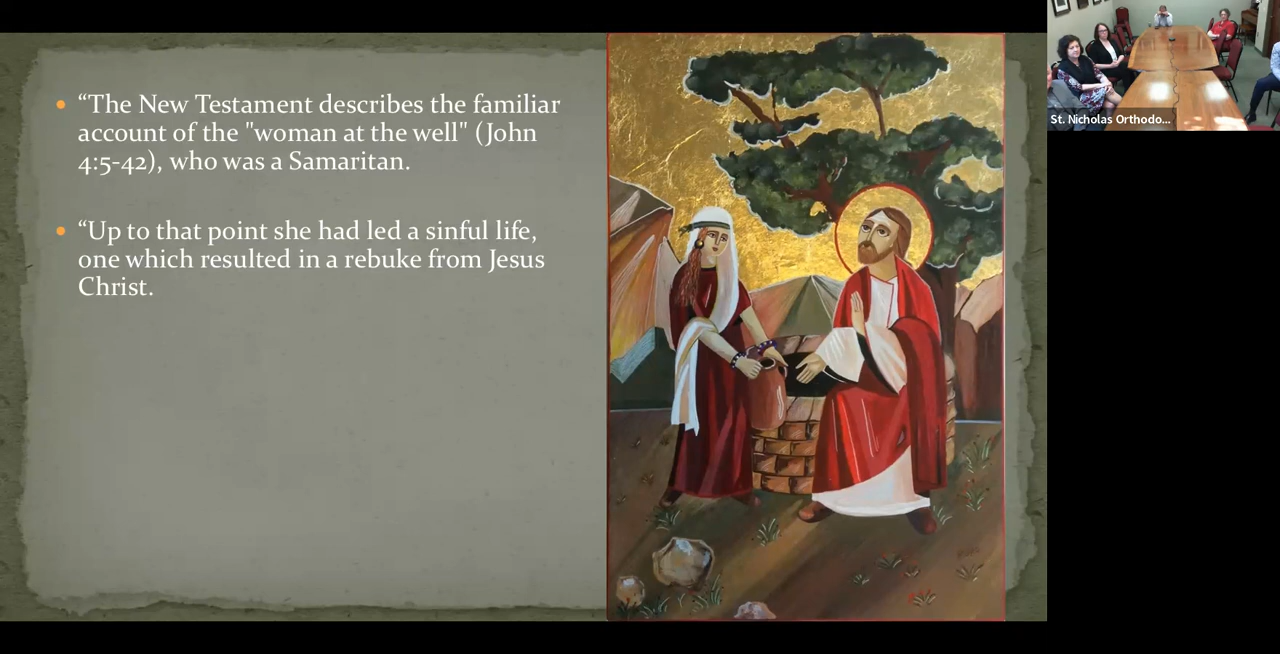 “The New Testament describes the familiar
account of the "woman at the well" (John
4:5-42), who was a Samaritan.
“Up to that point she had led a sinful life,
one which resulted in a rebuke from Jesus
Christ.
St. Nicholas Orthodo...